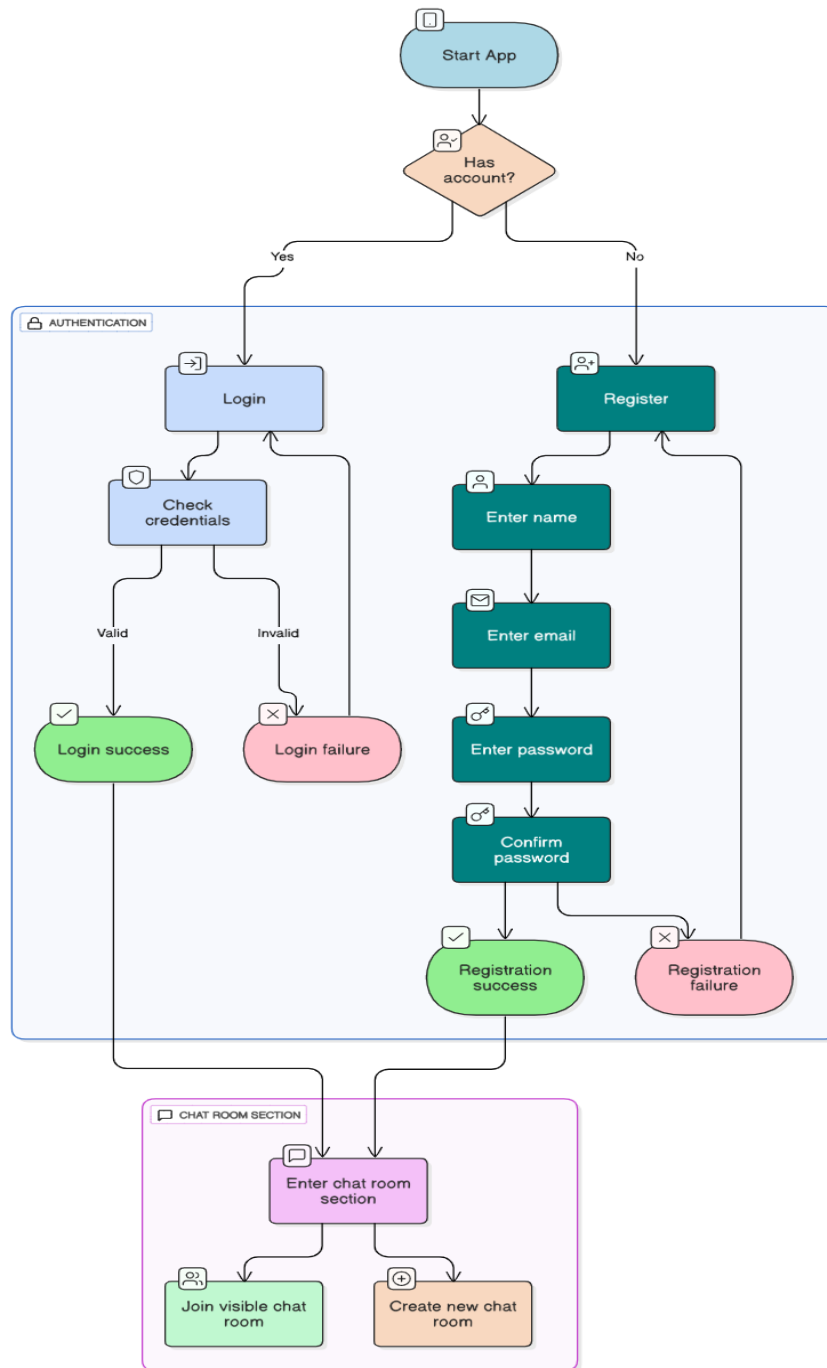 Start App
Has
account?
Yes
No
AUTHENTICATION
Login
Register
Check
credentials
Enter name
Valid
Invalid
Enter email
Login success
Login failure
Enter password
Confirm
password
Registration
success
Registration
failure
CHAT ROOM SECTION
Enter chat room
section
Join visible chat
room
Create new chat
room